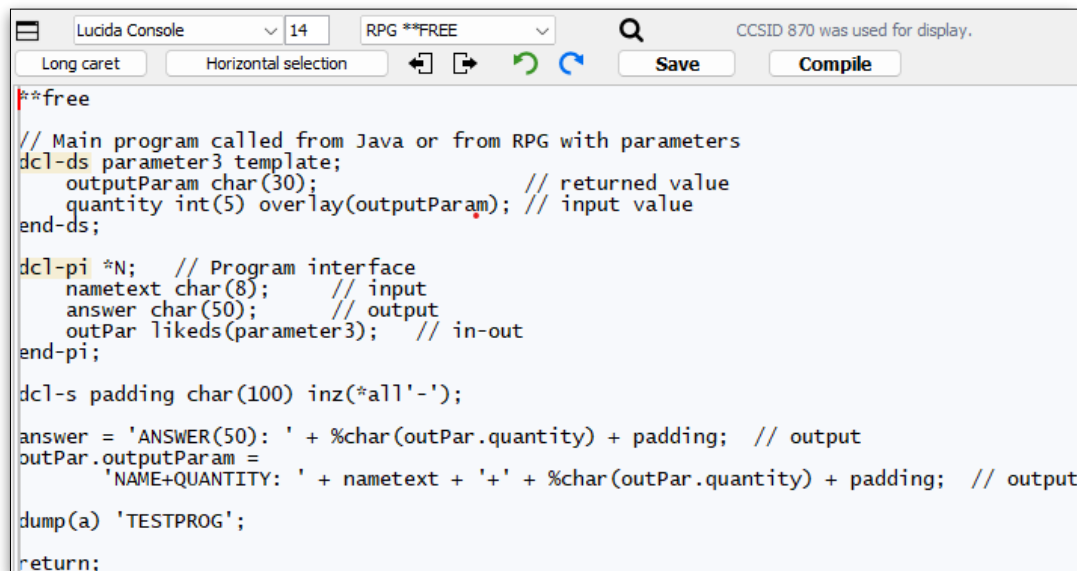 Lucida Console 14 RPG **FREE CCSID 870 was used for display.
Long caret Horizontal selection Save Compile
**free
// Main program called from Java or from RPG with parameters
dcl-ds parameter3 template;
    outputParam char(30);                // returned value
    quantity int(5) overlay(outputParam); // input value
end-ds;
dcl-pi *N;   // Program interface
    nametext char(8);     // input
    answer char(50);      // output
    outPar likeds(parameter3);   // in-out
end-pi;
dcl-s padding char(100) inz(*all'-');
answer = 'ANSWER(50): ' + %char(outPar.quantity) + padding;  // output
outPar.outputParam =
       'NAME+QUANTITY: ' + nametext + '+' + %char(outPar.quantity) + padding;  // output
dump(a) 'TESTPROG';
return;